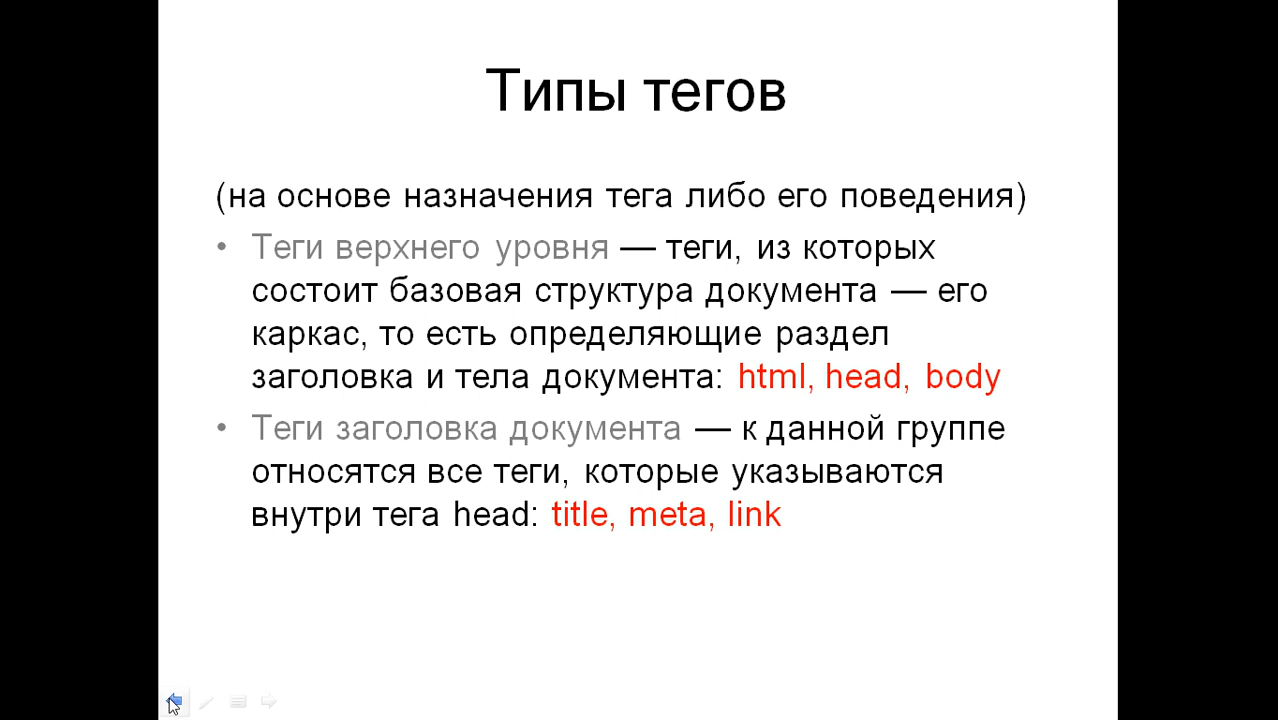 Типы тегов
(на основе назначения тега либо его поведения)
• Теги верхнего уровня — теги, из которых
состоит базовая структура документа — его
каркас, то есть определяющие раздел
заголовка и тела документа: html, head, body
• Теги заголовка документа — к данной группе
относятся все теги, которые указываются
внутри тега head: title, meta, link